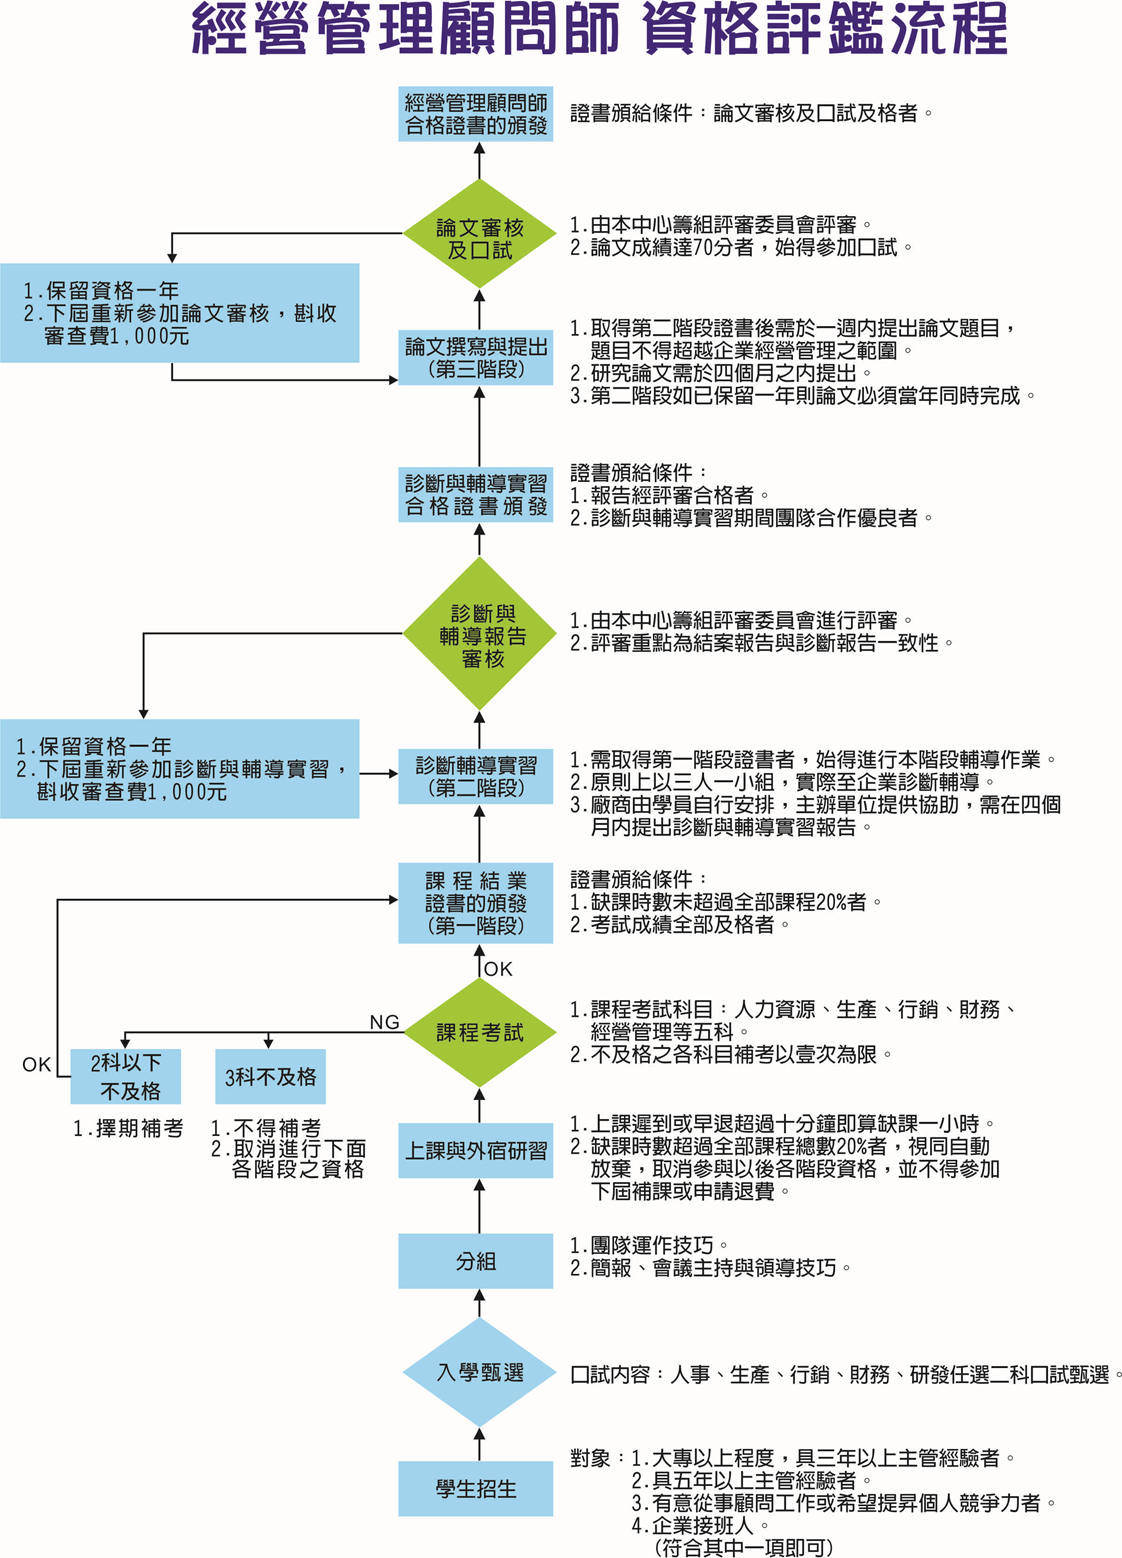 經營管理顧問師 資格評鑑流程
經營管理顧問師
合格證書的頒發
證書頒給條件：論文審核及口試及格者。
論文審核
及口試
1.由本中心籌組評審委員會評審。
2.論文成績達70分者，始得參加口試。
1.保留資格一年
2.下屆重新參加論文審核，斟收
審查費1,000元
論文撰寫與提出
(第三階段)
1.取得第二階段證書後需於一週內提出論文題目，
題目不得超越企業經營管理之範圍。
2.研究論文需於四個月之內提出。
3.第二階段如已保留一年則論文必須當年同時完成。
診斷與輔導實習
合格證書頒發
證書頒給條件：
1.報告經評審合格者。
2.診斷與輔導實習期間團隊合作優良者。
診斷與
輔導報告
審核
1.由本中心籌組評審委員會進行評審。
2.評審重點為結案報告與診斷報告一致性。
1.保留資格一年
2.下屆重新參加診斷與輔導實習，
斟收審查費1,000元
診斷輔導實習
(第二階段)
1.需取得第一階段證書者，始得進行本階段輔導作業。
2.原則上以三人一小組，實際至企業診斷輔導。
3.廠商由學員自行安排，主辦單位提供協助，需在四個
月內提出診斷與輔導實習報告。
課程結業
證書的頒發
(第一階段)
證書頒給條件：
1.缺課時數未超過全部課程20%者。
2.考試成績全部及格者。
OK
課程考試
NG
1.課程考試科目：人力資源、生產、行銷、財務、
經營管理等五科。
2.不及格之各科目補考以壹次為限。
OK
2科以下
不及格
3科不及格
1.擇期補考
1.不得補考
2.取消進行下面
各階段之資格
上課與外宿研習
1.上課遲到或早退超過十分鐘即算缺課一小時。
2.缺課時數超過全部課程總數20%者，視同自動
放棄，取消參與以後各階段資格，並不得參加
下屆補課或申請退費。
分組
1.團隊運作技巧。
2.簡報、會議主持與領導技巧。
入學甄選
口試內容：人事、生產、行銷、財務、研發任選二科口試甄選。
學生招生
對象：1.大專以上程度，具三年以上主管經驗者。
2.具五年以上主管經驗者。
3.有意從事顧問工作或希望提昇個人競爭力者。
4.企業接班人。
(符合其中一項即可)